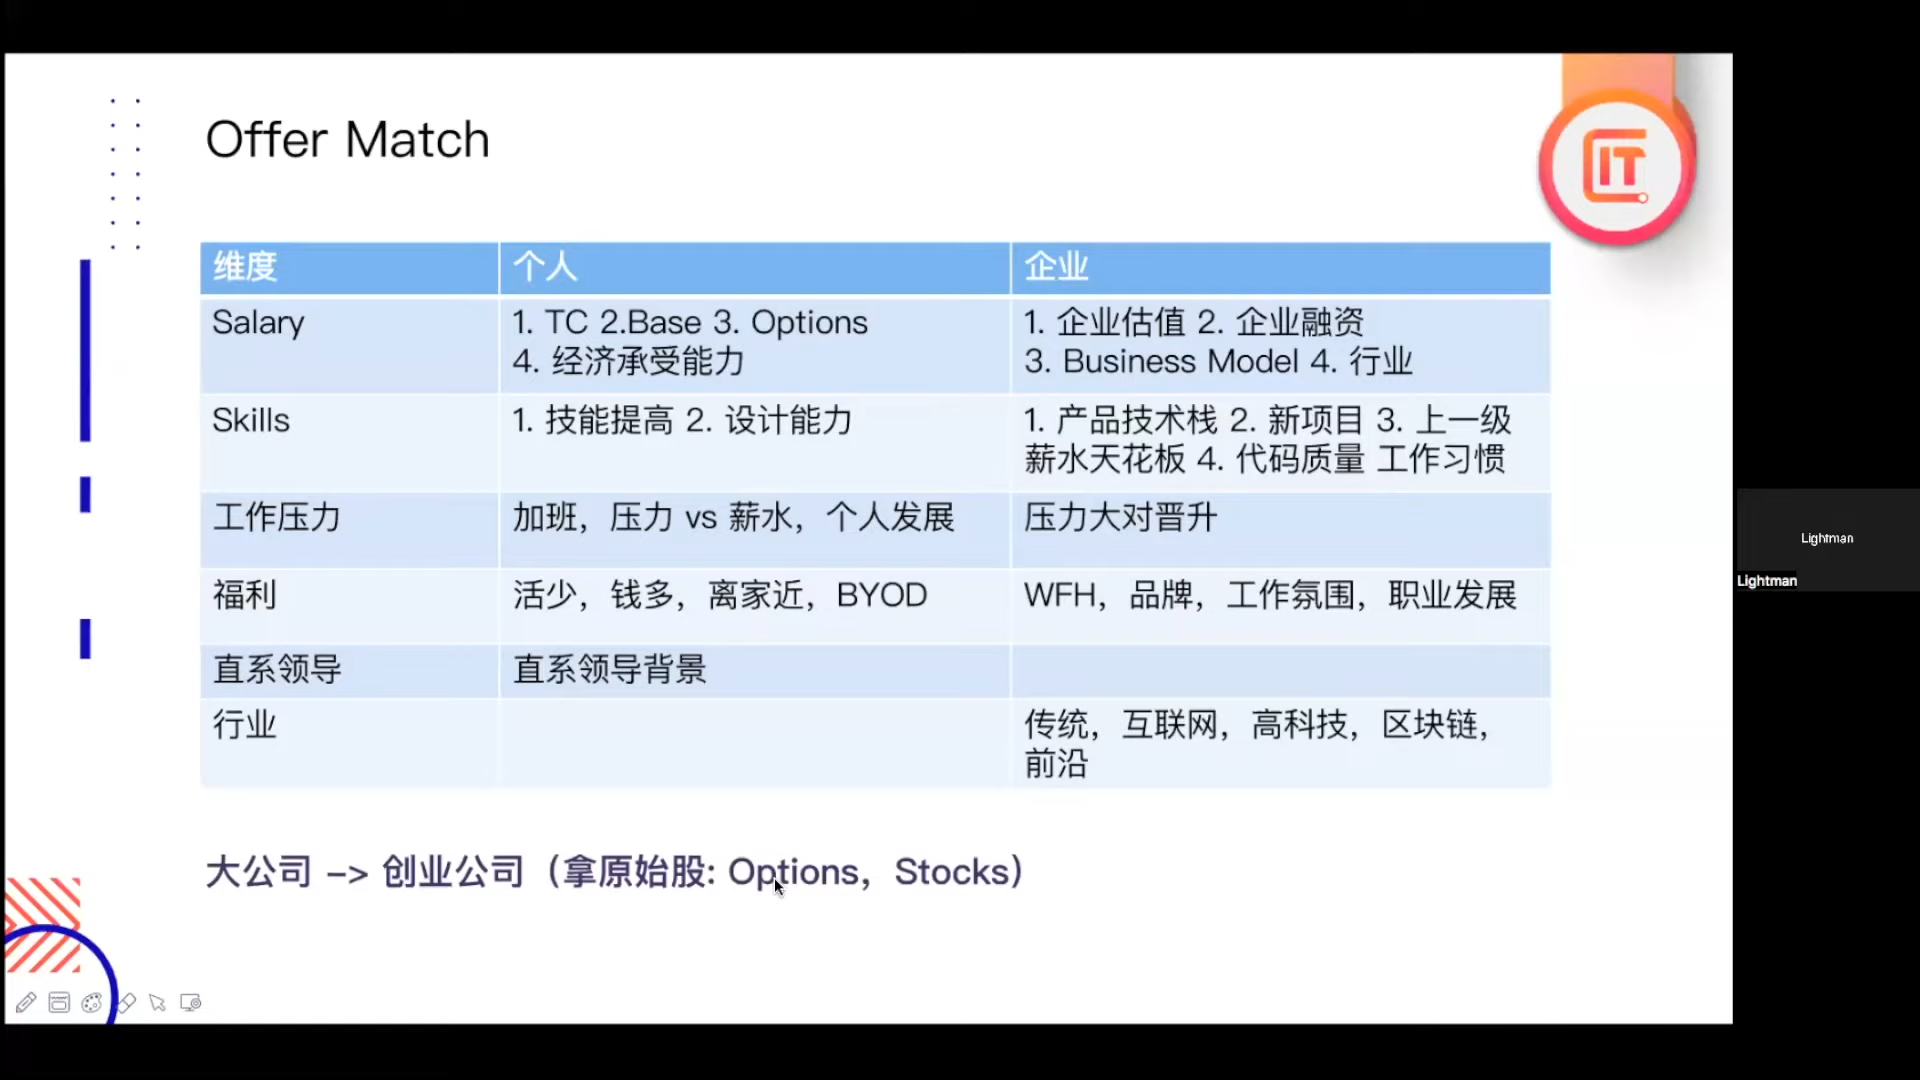 Offer Match
IT
维度 个人 企业
Salary
1. TC 2.Base 3. Options
4. 经济承受能力
1. 企业估值 2. 企业融资
3. Business Model 4. 行业
Skills
1. 技能提高 2. 设计能力
1. 产品技术栈 2. 新项目 3. 上一级
薪水天花板 4. 代码质量 工作习惯
工作压力
加班，压力 vs 薪水，个人发展
压力大对晋升
福利
活少，钱多，离家近，BYOD
WFH，品牌，工作氛围，职业发展
直系领导
直系领导背景
行业
传统，互联网，高科技，区块链，
前沿
大公司 –> 创业公司（拿原始股: Options，Stocks）
Lightman
Lightman